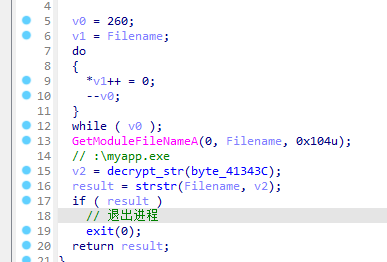 4
5 v0 = 260;
6 v1 = Filename;
7 do
8 {
9 *v1++ = 0;
10 --v0;
11 }
12 while ( v0 );
13 GetModuleFileNameA(0, Filename, 0x104u);
14 // :\myapp.exe
15 v2 = decrypt_str(byte_41343C);
16 result = strstr(Filename, v2);
17 if ( result )
18 // 退出进程
19 exit(0);
20 return result;
21 }